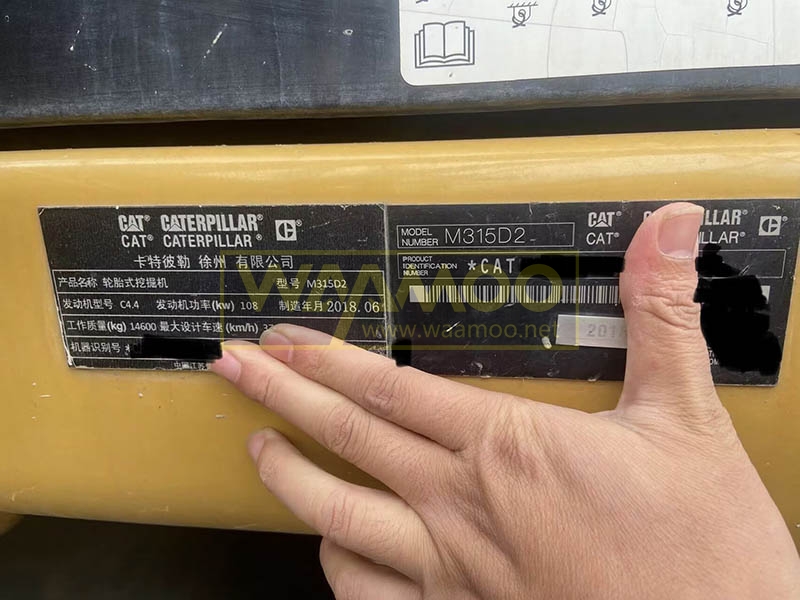 CAT® CATERPILLAR®
CAT® CATERPILLAR®
卡特彼勒 徐州 有限公司
产品名称 轮胎式挖掘机 型号 M315D2
发动机型号 C4.4 发动机功率(kw) 108 制造年月 2018.06
工作质量(kg) 14600 最大设计车速(km/h)
机器识别号
MODEL NUMBER M315D2
CAT® CATERPILLAR®
CAT®
PRODUCT IDENTIFICATION NUMBER *CAT
WAAMOO
www.waamoo.net